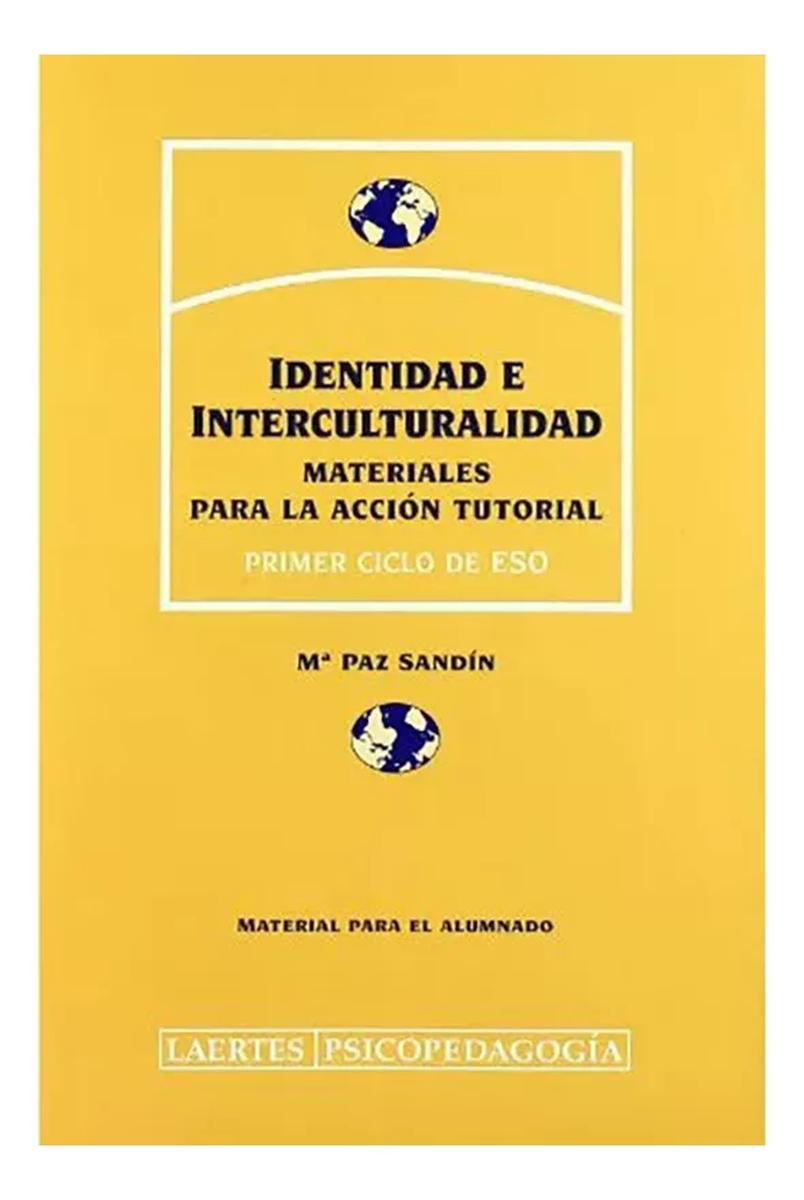 IDENTIDAD E
INTERCULTURALIDAD
MATERIALES
PARA LA ACCIÓN TUTORIAL
PRIMER CICLO DE ESO
Mª PAZ SANDÍN
MATERIAL PARA EL ALUMNADO
LAERTES PSICOPEDAGOGÍA